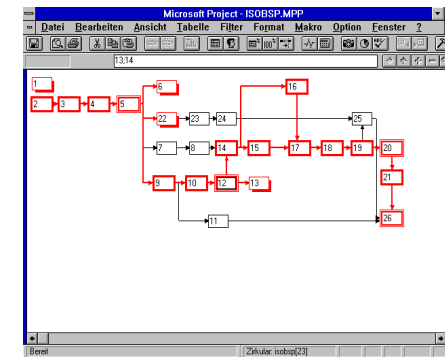 Microsoft Project - ISOBSP.MPP
Datei Bearbeiten Ansicht Tabelle Filter Format Makro Option Fenster ?
13;14
1 6 16
2 3 4 5
22 23 24 25
7 8 14 15 17 18 19 20
9 10 12 13 21
11 26
Bereit Zirkular: isobsp[23]